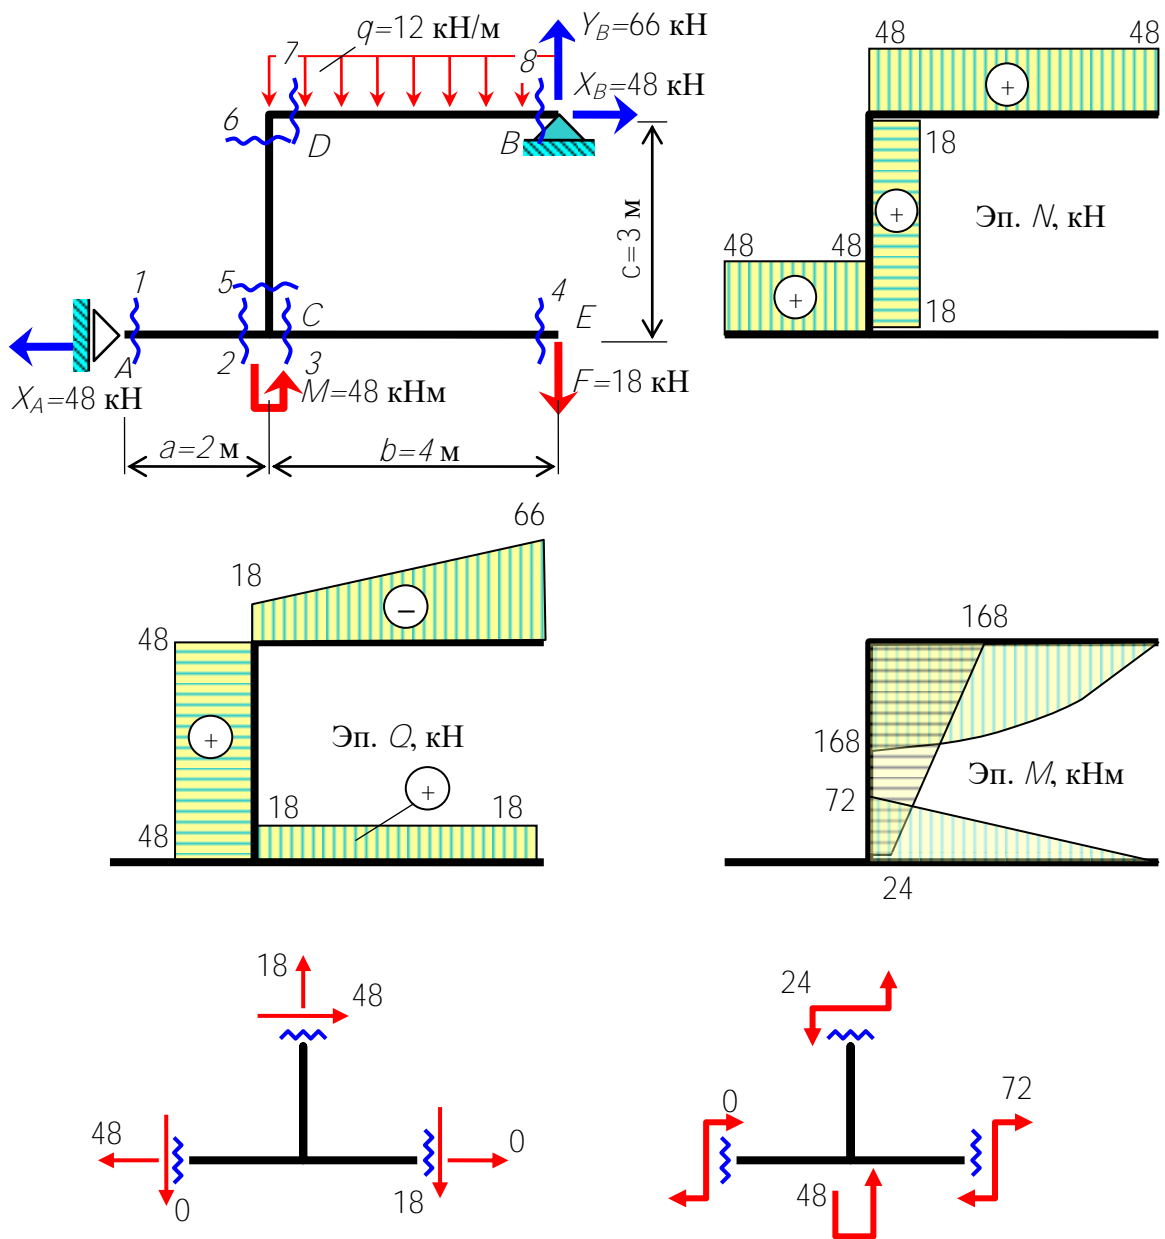 q=12 кН/м
Y_B=66 кН
7
8
X_B=48 кН
6
D
B
c=3 м
1
5
C
4
E
A
2
3
F=18 кН
X_A=48 кН
M=48 кНм
a=2 м
b=4 м
48
48
+
18
+
Эп. N, кН
48
48
+
18
66
18
−
48
+
Эп. Q, кН
+
18
18
48
168
168
Эп. M, кНм
72
24
18
48
48
0
0
18
24
0
72
48